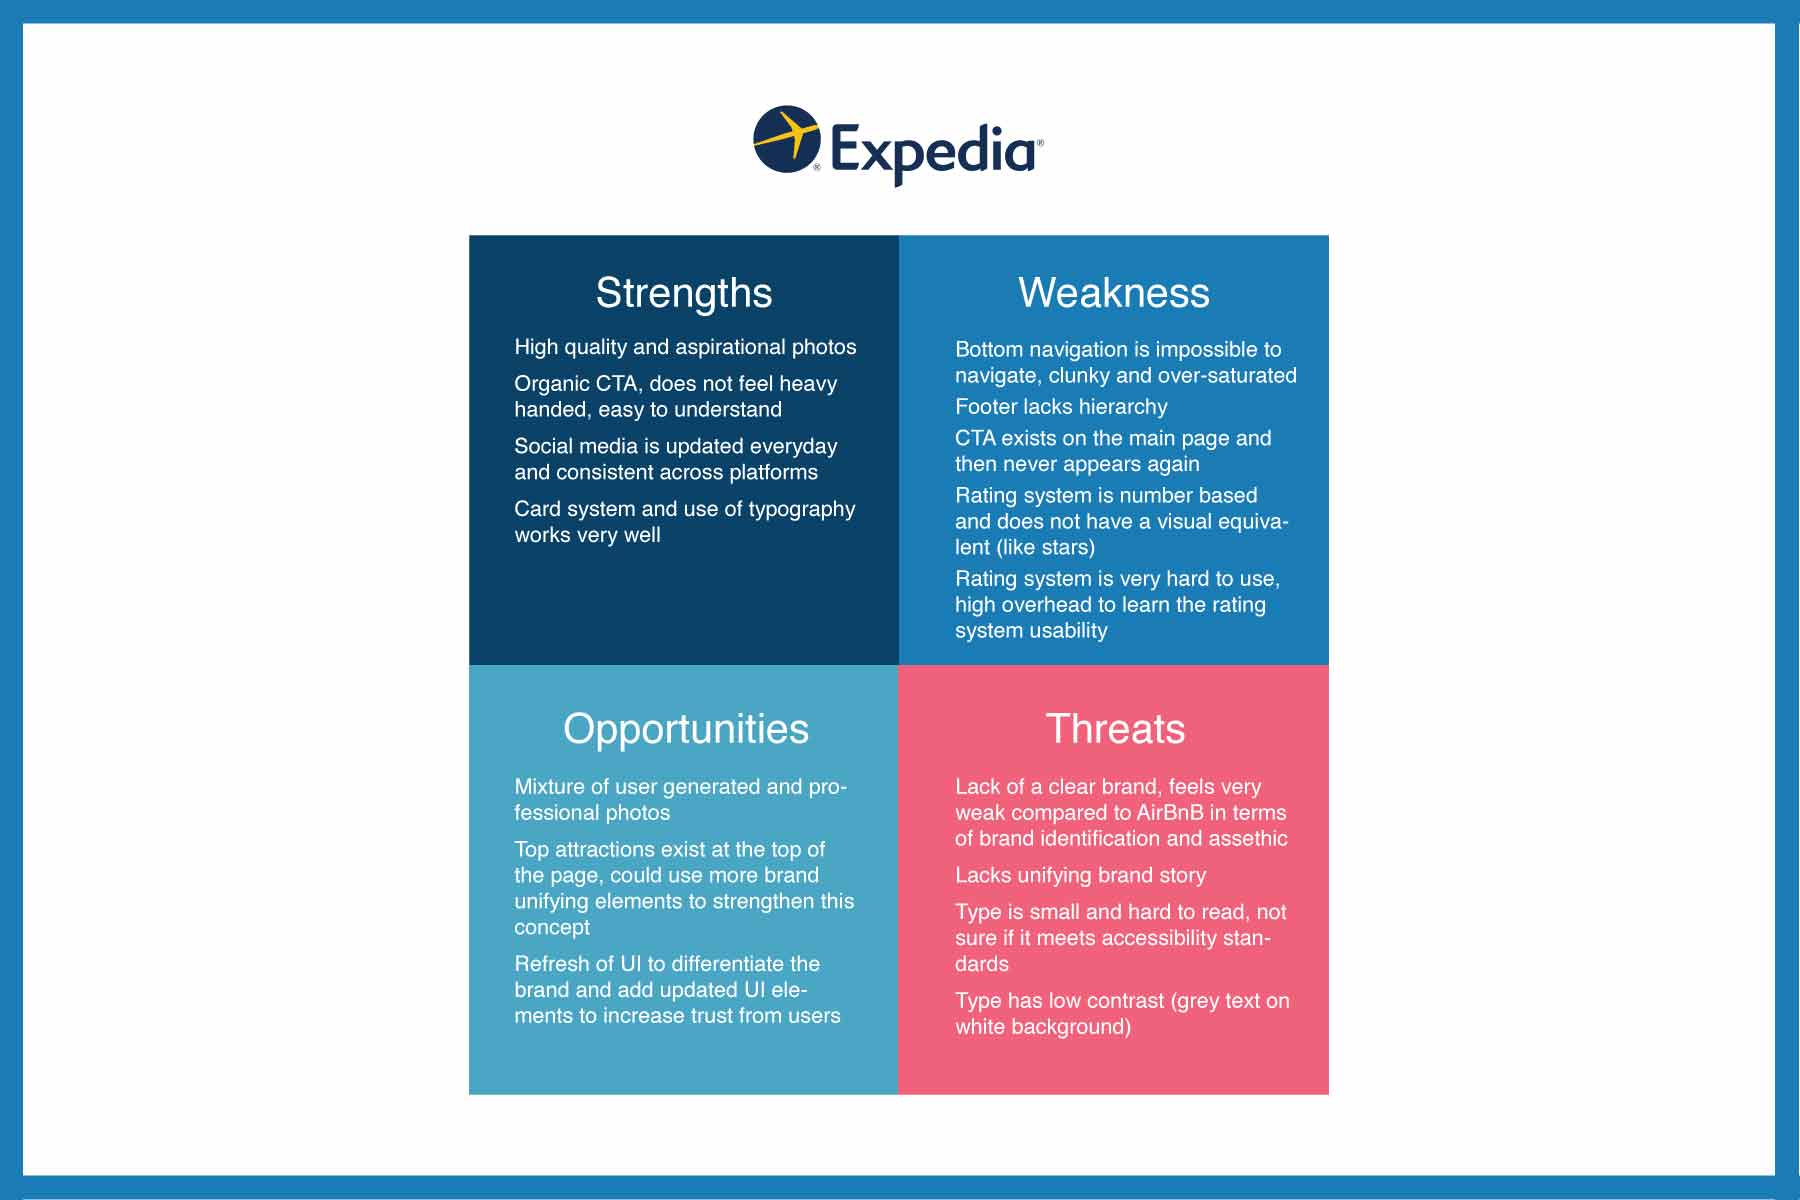 Expedia®
Strengths
High quality and aspirational photos
Organic CTA, does not feel heavy
handed, easy to understand
Social media is updated everyday
and consistent across platforms
Card system and use of typography
works very well
Weakness
Bottom navigation is impossible to
navigate, clunky and over-saturated
Footer lacks hierarchy
CTA exists on the main page and
then never appears again
Rating system is number based
and does not have a visual equiva-
lent (like stars)
Rating system is very hard to use,
high overhead to learn the rating
system usability
Opportunities
Mixture of user generated and pro-
fessional photos
Top attractions exist at the top of
the page, could use more brand
unifying elements to strengthen this
concept
Refresh of UI to differentiate the
brand and add updated UI ele-
ments to increase trust from users
Threats
Lack of a clear brand, feels very
weak compared to AirBnB in terms
of brand identification and assethic
Lacks unifying brand story
Type is small and hard to read, not
sure if it meets accessibility stan-
dards
Type has low contrast (grey text on
white background)